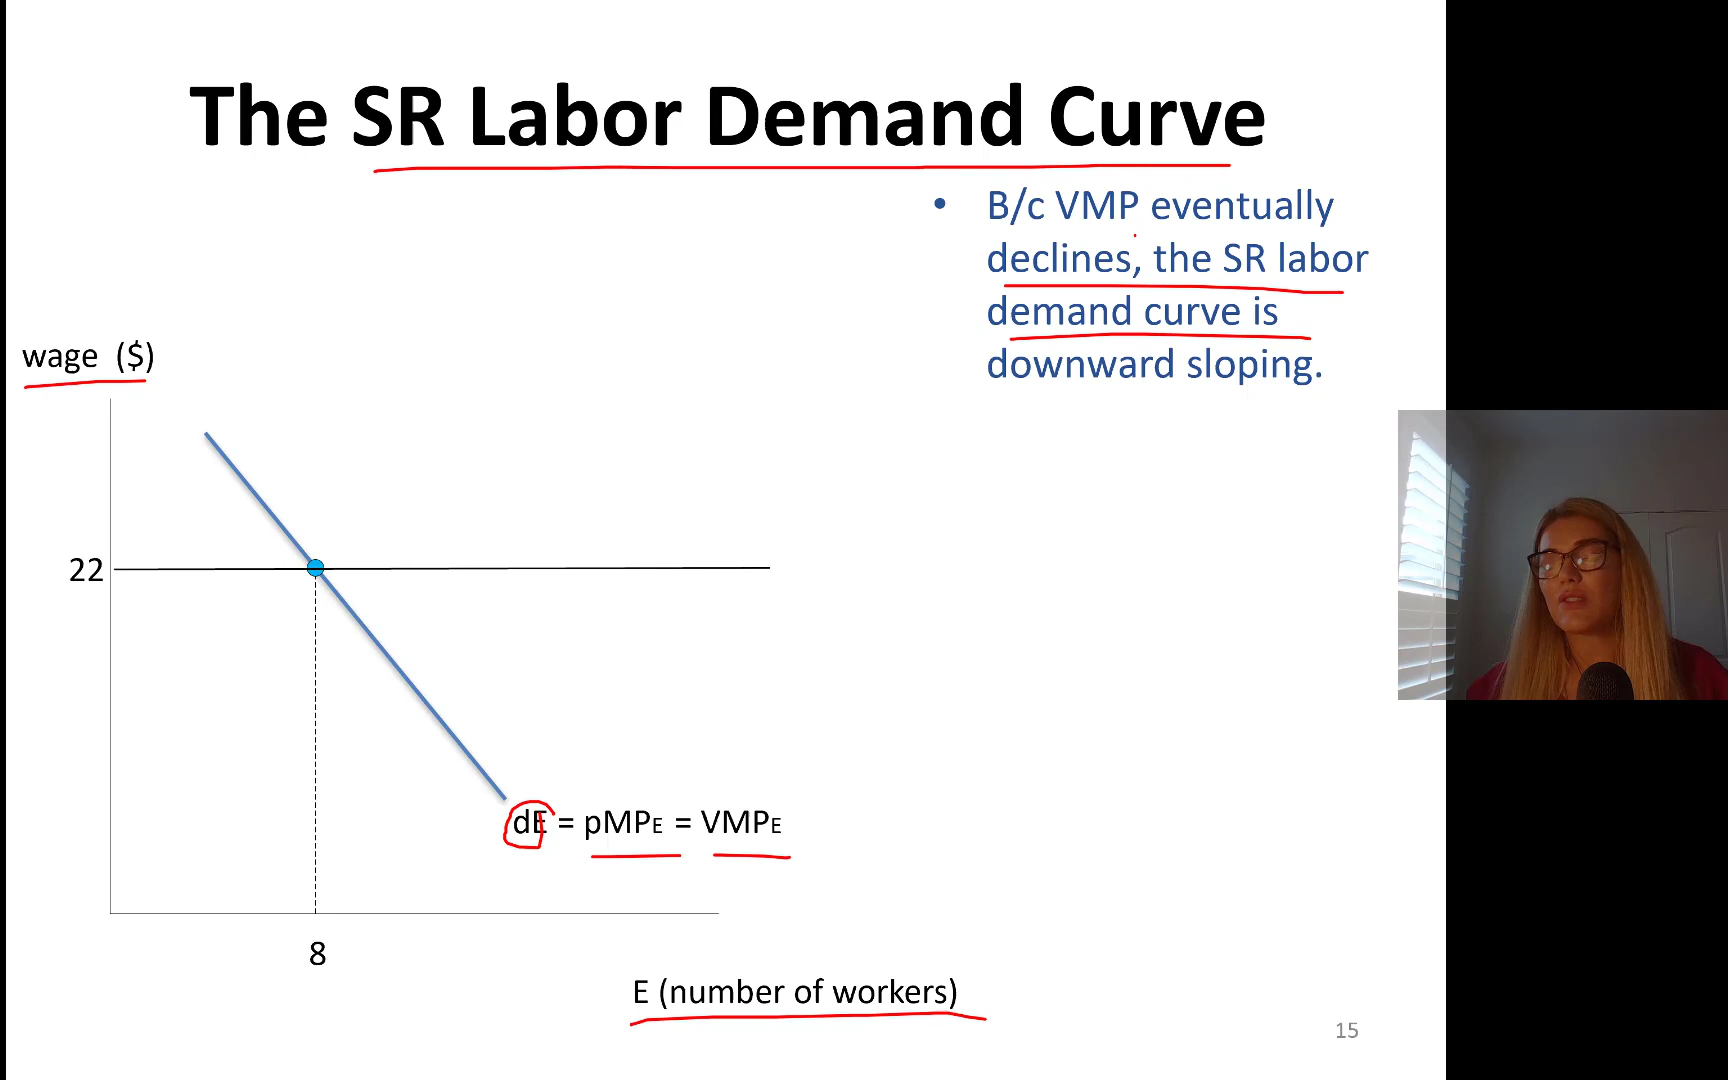 The SR Labor Demand Curve
• B/c VMP eventually
declines, the SR labor
demand curve is
downward sloping.
wage ($)
22
dE = pMPE = VMPE
8
E (number of workers)
15